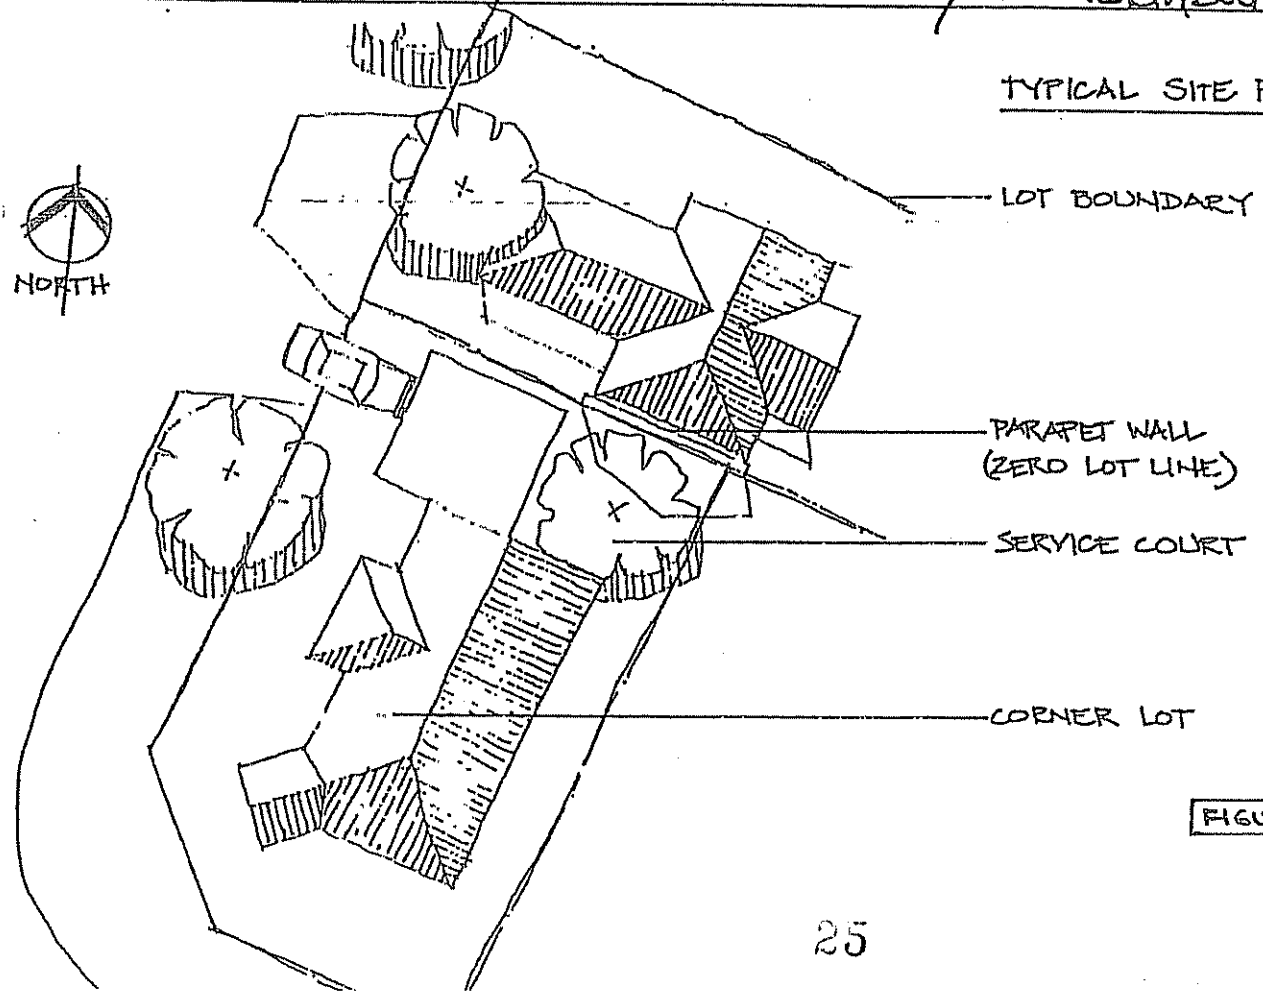 TYPICAL SITE
LOT BOUNDARY
NORTH
PARAPET WALL
(ZERO LOT LINE)
SERVICE COURT
CORNER LOT
25